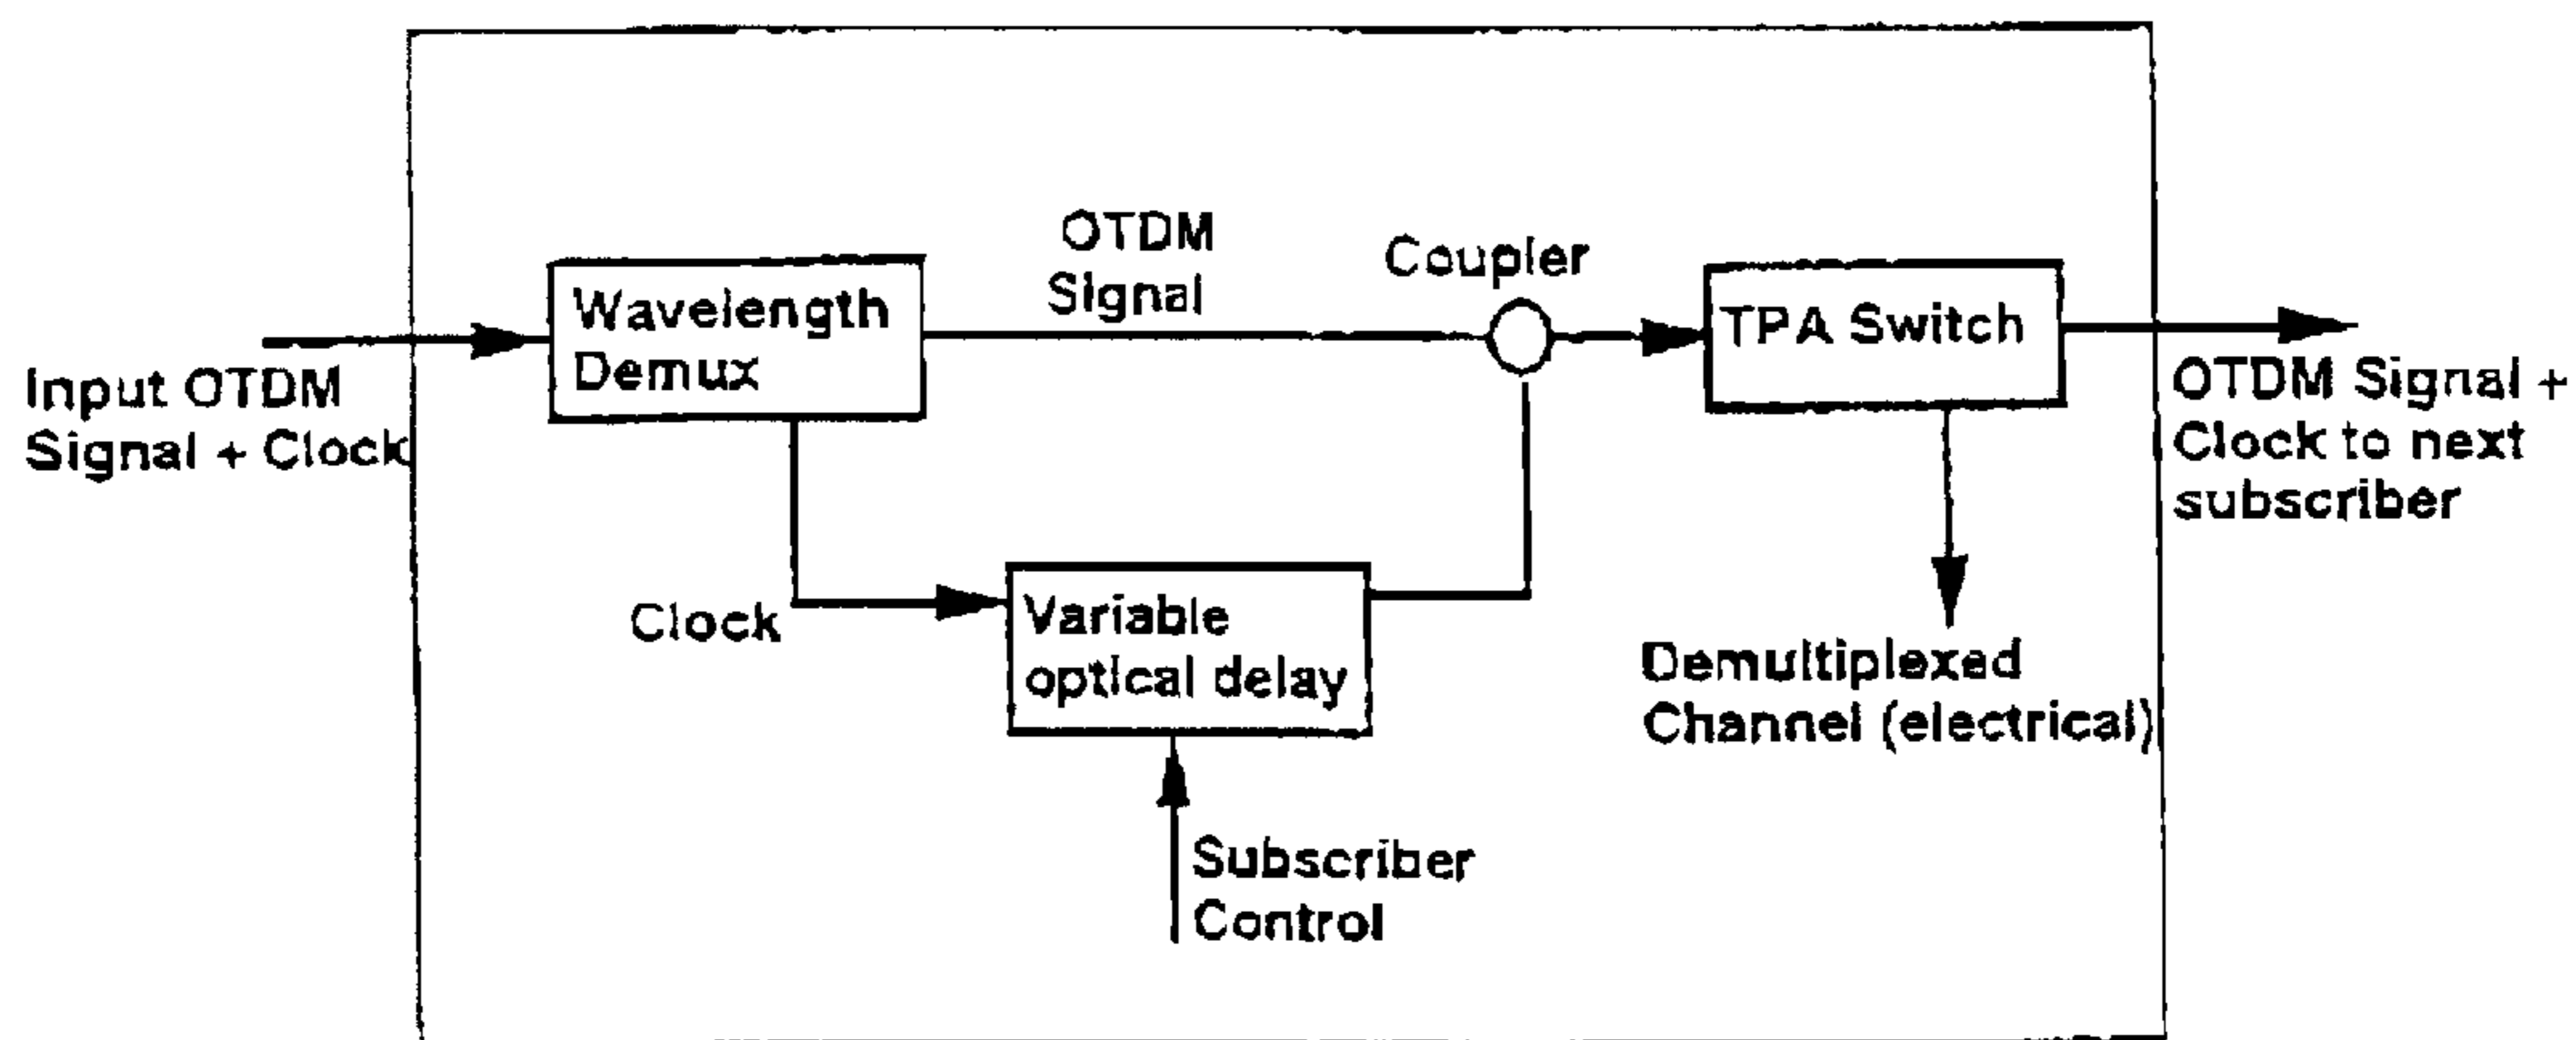 Input OTDM
Signal + Clock
Wavelength
Demux
OTDM
Signal
Coupler
TPA Switch
OTDM Signal +
Clock to next
subscriber
Clock
Variable
optical delay
Demultiplexed
Channel (electrical)
Subscriber
Control